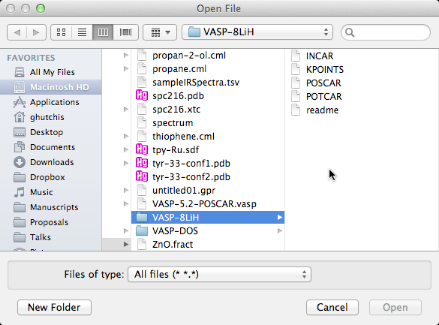 Open File
VASP-8LiH
FAVORITES
All My Files
Macintosh HD
Applications
ghutchis
Desktop
Documents
Downloads
Dropbox
Music
Manuscripts
Proposals
Talks
propan-2-ol.cml
propane.cml
sampleIRSpectra.tsv
spc216.pdb
spc216.xtc
spectrum
thiophene.cml
tpy-Ru.sdf
tyr-33-conf1.pdb
tyr-33-conf2.pdb
untitled01.gpr
VASP-5.2-POSCAR.vasp
VASP-8LiH
VASP-DOS
ZnO.fract
INCAR
KPOINTS
POSCAR
POTCAR
readme
Files of type: All files (* *.*)
New Folder
Cancel
Open